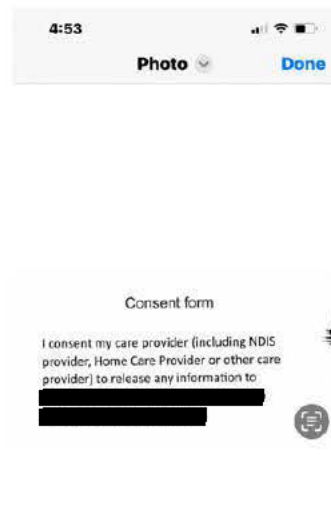 4:53
Photo
Done
Consent form
I consent my care provider (including NDIS
provider, Home Care Provider or other care
provider) to release any information to